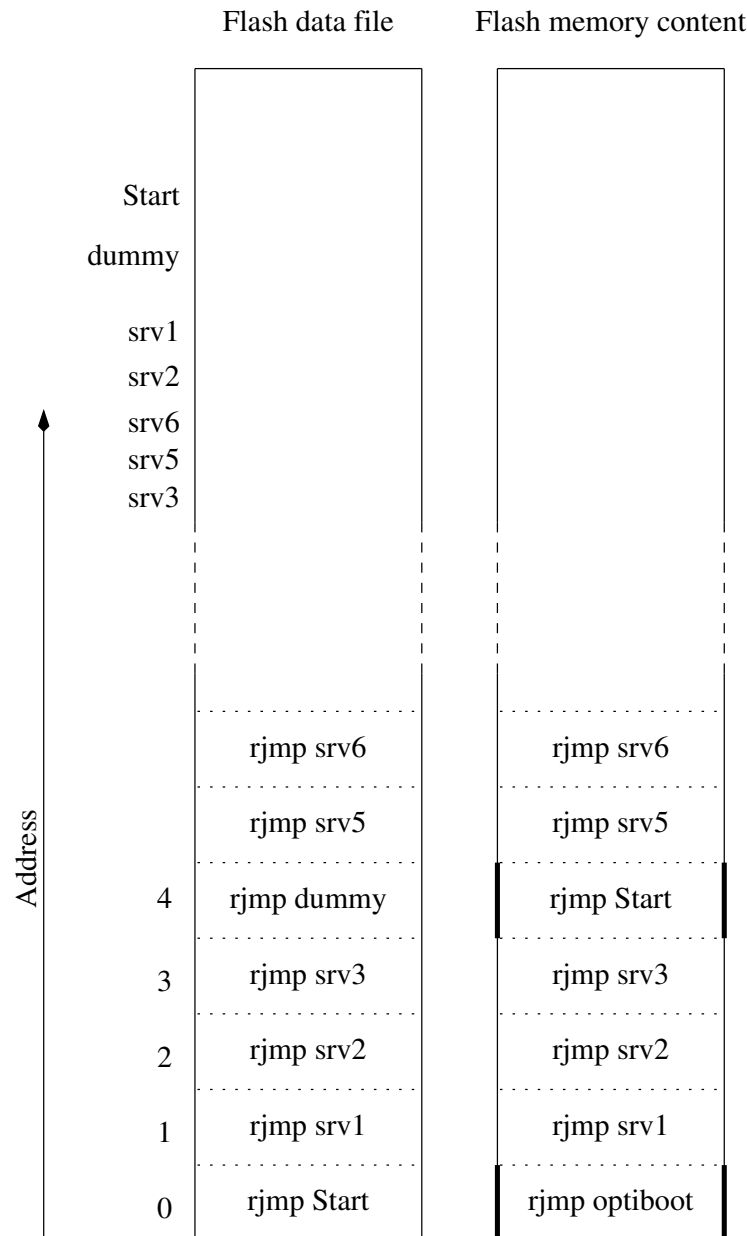 Flash data file
Flash memory content
Start
dummy
srv1
srv2
srv6
srv5
srv3
Address
rjmp srv6
rjmp srv6
rjmp srv5
rjmp srv5
4
rjmp dummy
rjmp Start
3
rjmp srv3
rjmp srv3
2
rjmp srv2
rjmp srv2
1
rjmp srv1
rjmp srv1
0
rjmp Start
rjmp optiboot